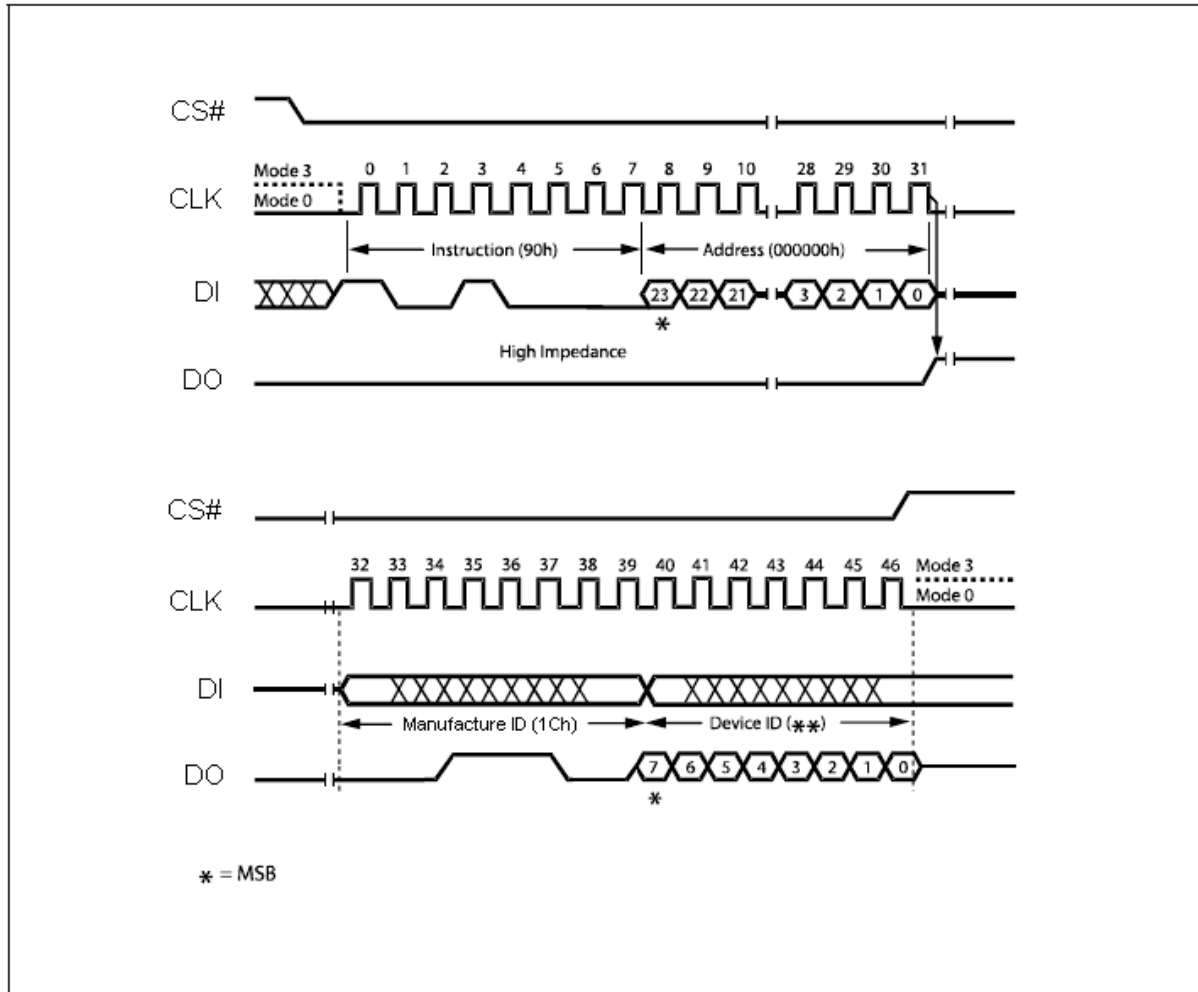 CS#
Mode 3 0 1 2 3 4 5 6 7 8 9 10 28 29 30 31
CLK Mode 0
Instruction (90h) Address (000000h)
DI 23 22 21 3 2 1 0
*
High Impedance
DO
CS#
32 33 34 35 36 37 38 39 40 41 42 43 44 45 46 Mode 3
CLK Mode 0
DI
Manufacture ID (1Ch) Device ID (**)
DO 7 6 5 4 3 2 1 0
*
* = MSB